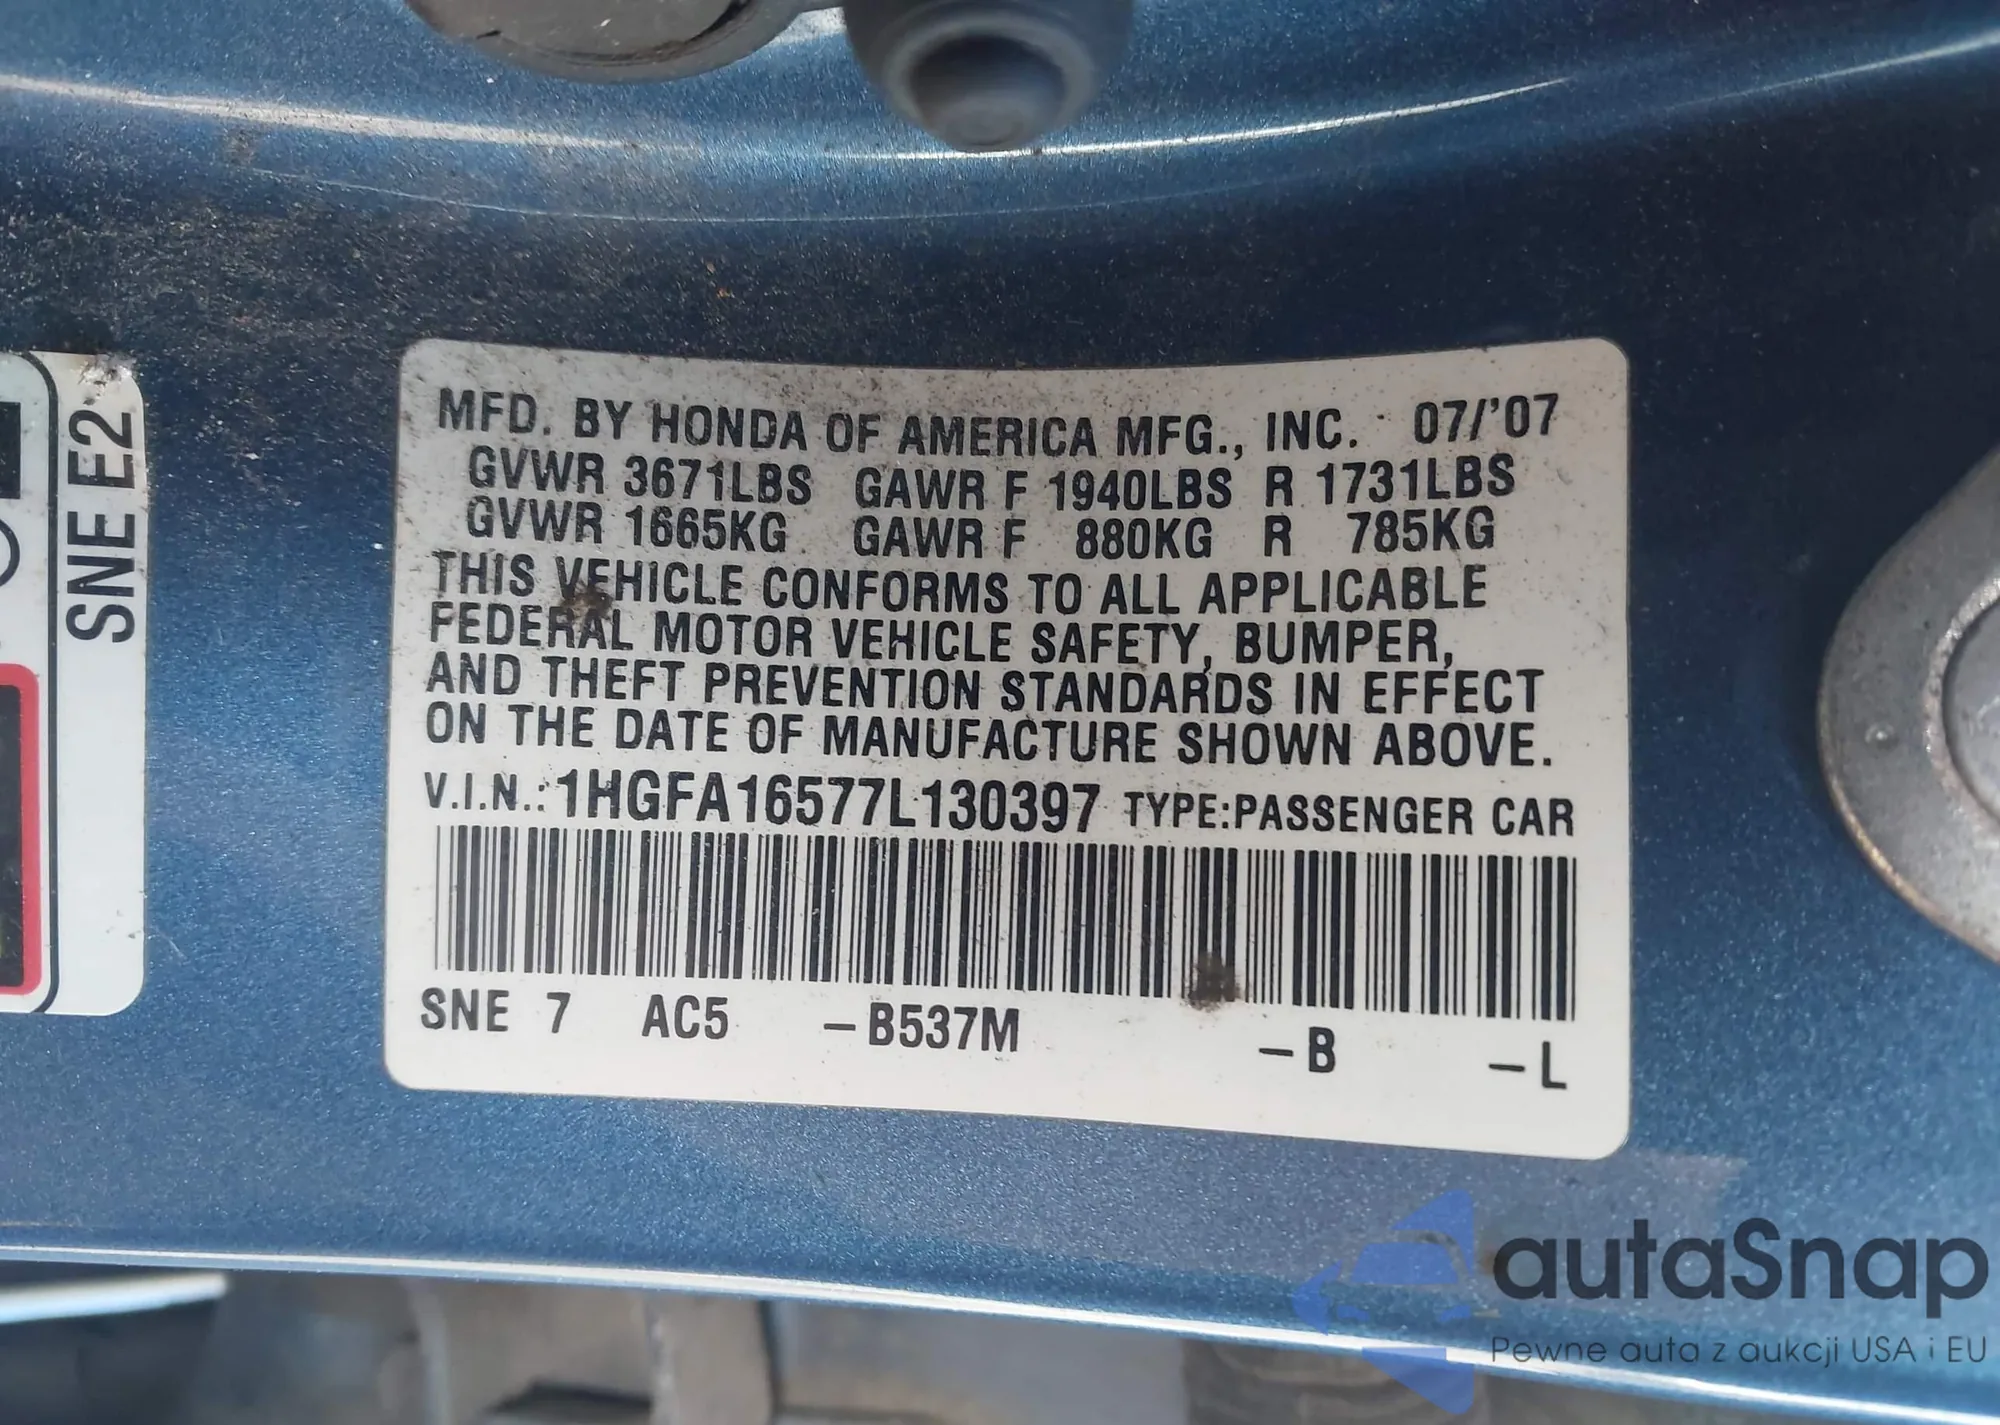 SNE E2
MFD. BY HONDA OF AMERICA MFG., INC. 07/'07
GVWR 3671LBS GAWR F 1940LBS R 1731LBS
GVWR 1665KG GAWR F 880KG R 785KG
THIS VEHICLE CONFORMS TO ALL APPLICABLE
FEDERAL MOTOR VEHICLE SAFETY, BUMPER,
AND THEFT PREVENTION STANDARDS IN EFFECT
ON THE DATE OF MANUFACTURE SHOWN ABOVE.
V.I.N.: 1HGFA16577L130397 TYPE:PASSENGER CAR
SNE 7 AC5 –B537M –B –L
autaSnap
Pewne auta z aukcji USA i EU